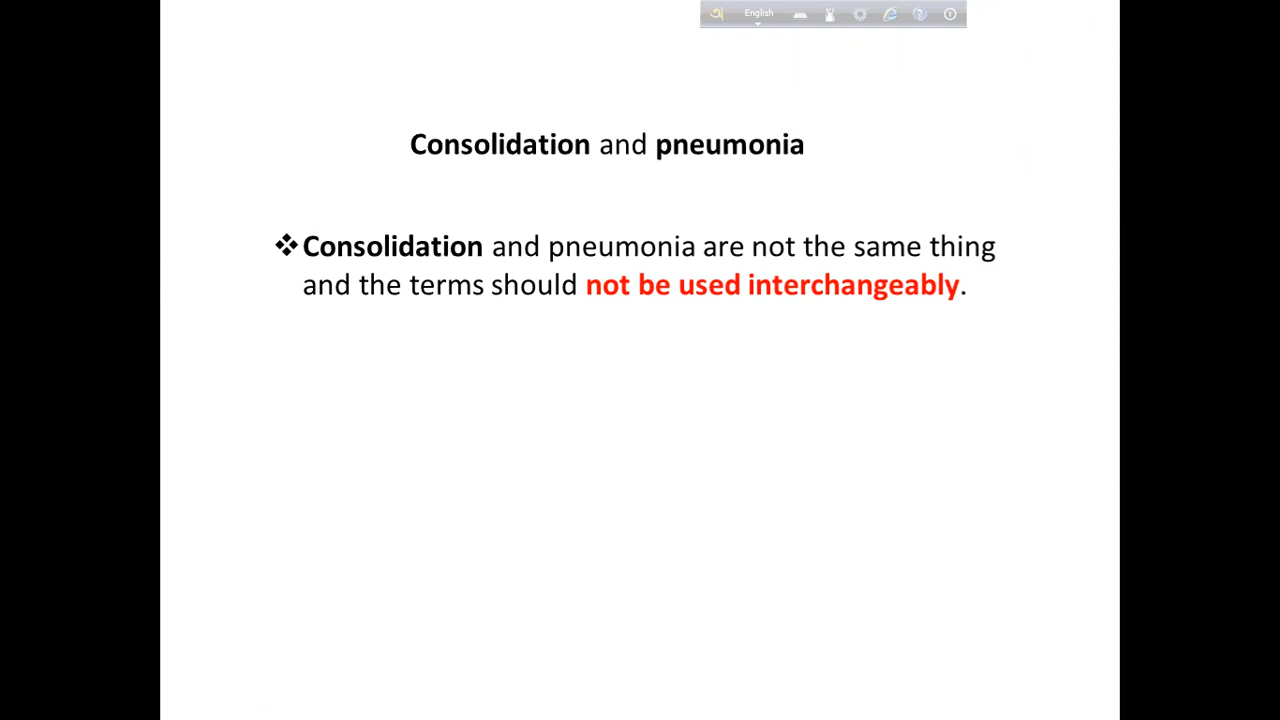 অ English
Consolidation and pneumonia
❖Consolidation and pneumonia are not the same thing
and the terms should not be used interchangeably.